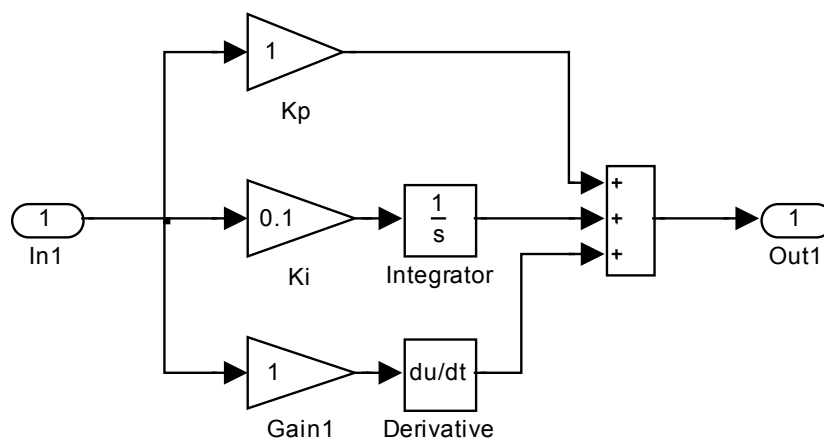 1
Kp
1
In1
0.1
Ki
1
s
Integrator
+
+
+
1
Out1
1
Gain1
du/dt
Derivative